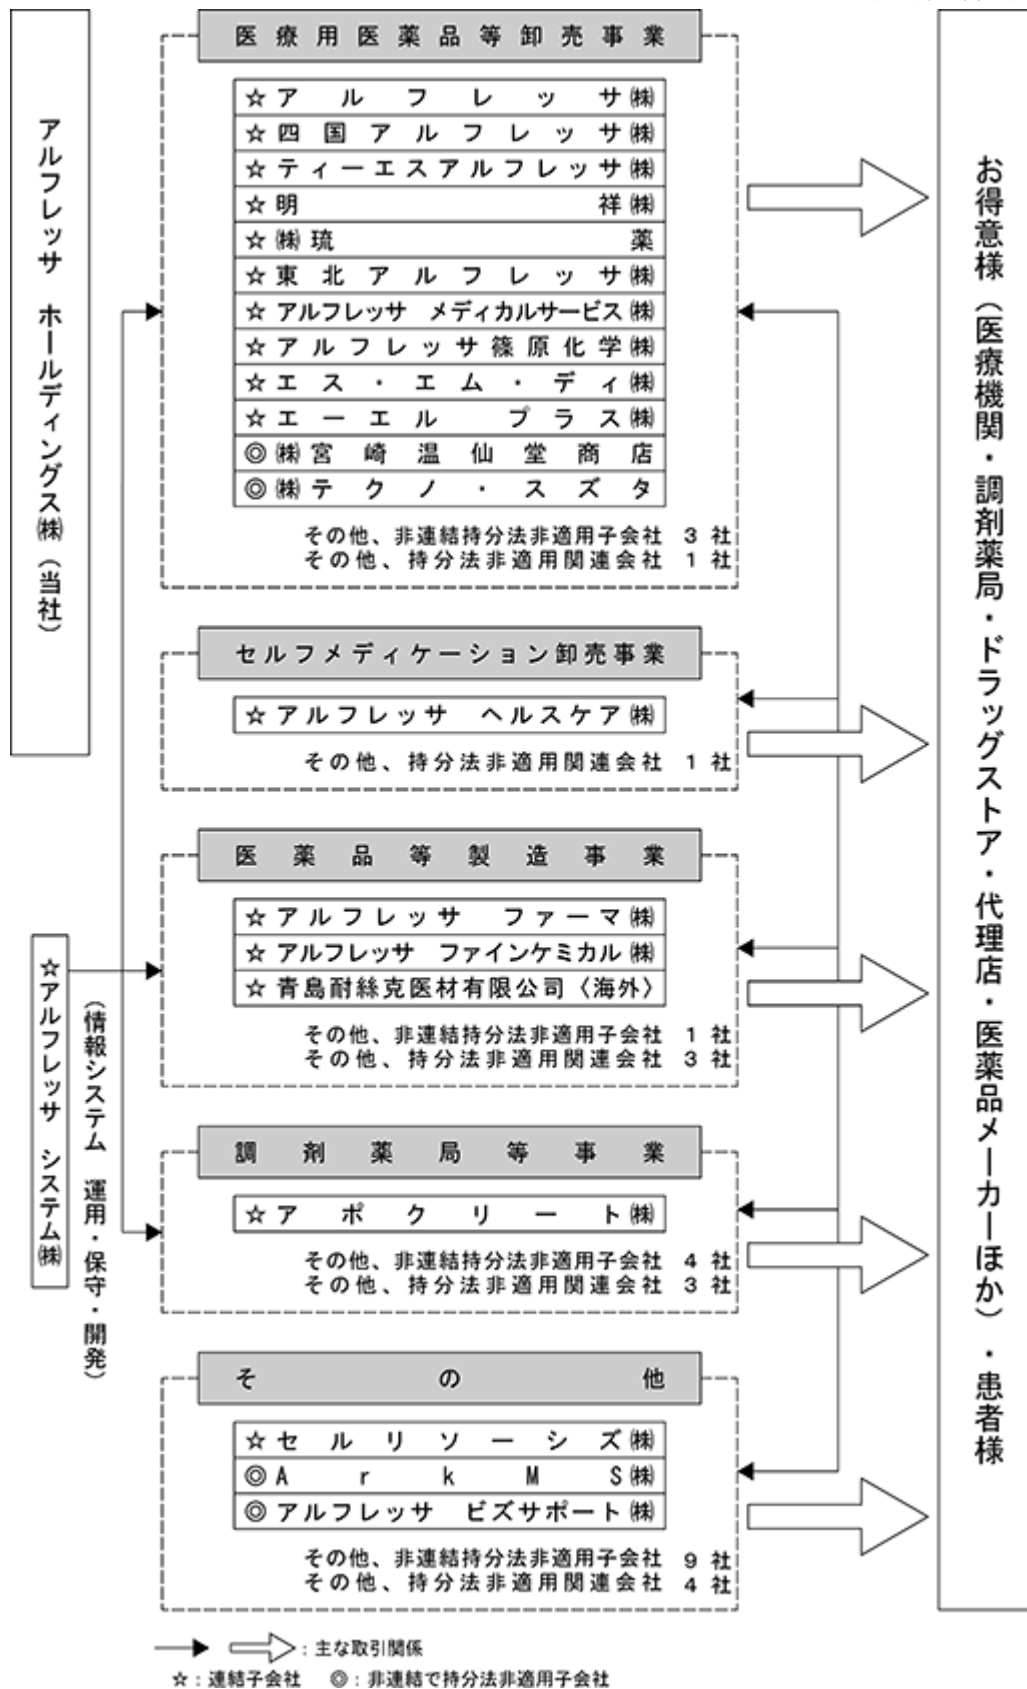 アルフレッサ ホールディングス㈱（当社）
医療用医薬品等卸売事業
☆アルフレッサ㈱
☆四国アルフレッサ㈱
☆ティーエスアルフレッサ㈱
☆明祥㈱
☆㈱琉薬
☆東北アルフレッサ㈱
☆アルフレッサ メディカルサービス㈱
☆アルフレッサ篠原化学㈱
☆エス・エム・ディ㈱
☆エーエル プラス㈱
◎㈱宮崎温仙堂商店
◎㈱テクノ・スズタ
その他、非連結持分法非適用子会社 3 社
その他、持分法非適用関連会社 1 社
セルフメディケーション卸売事業
☆アルフレッサ ヘルスケア㈱
その他、持分法非適用関連会社 1 社
医薬品等製造事業
☆アルフレッサ ファーマ㈱
☆アルフレッサ ファインケミカル㈱
☆青島耐絲克医材有限公司〈海外〉
その他、非連結持分法非適用子会社 1 社
その他、持分法非適用関連会社 3 社
☆アルフレッサ システム㈱
（情報システム 運用・保守・開発）
調剤薬局等事業
☆アポクリート㈱
その他、非連結持分法非適用子会社 4 社
その他、持分法非適用関連会社 3 社
その他
☆セルリソーシズ㈱
◎ArkMS㈱
◎アルフレッサ ビズサポート㈱
その他、非連結持分法非適用子会社 9 社
その他、持分法非適用関連会社 4 社
お得意様（医療機関・調剤薬局・ドラッグストア・代理店・医薬品メーカーほか）・患者様
：主な取引関係
☆：連結子会社 ◎：非連結で持分法非適用子会社